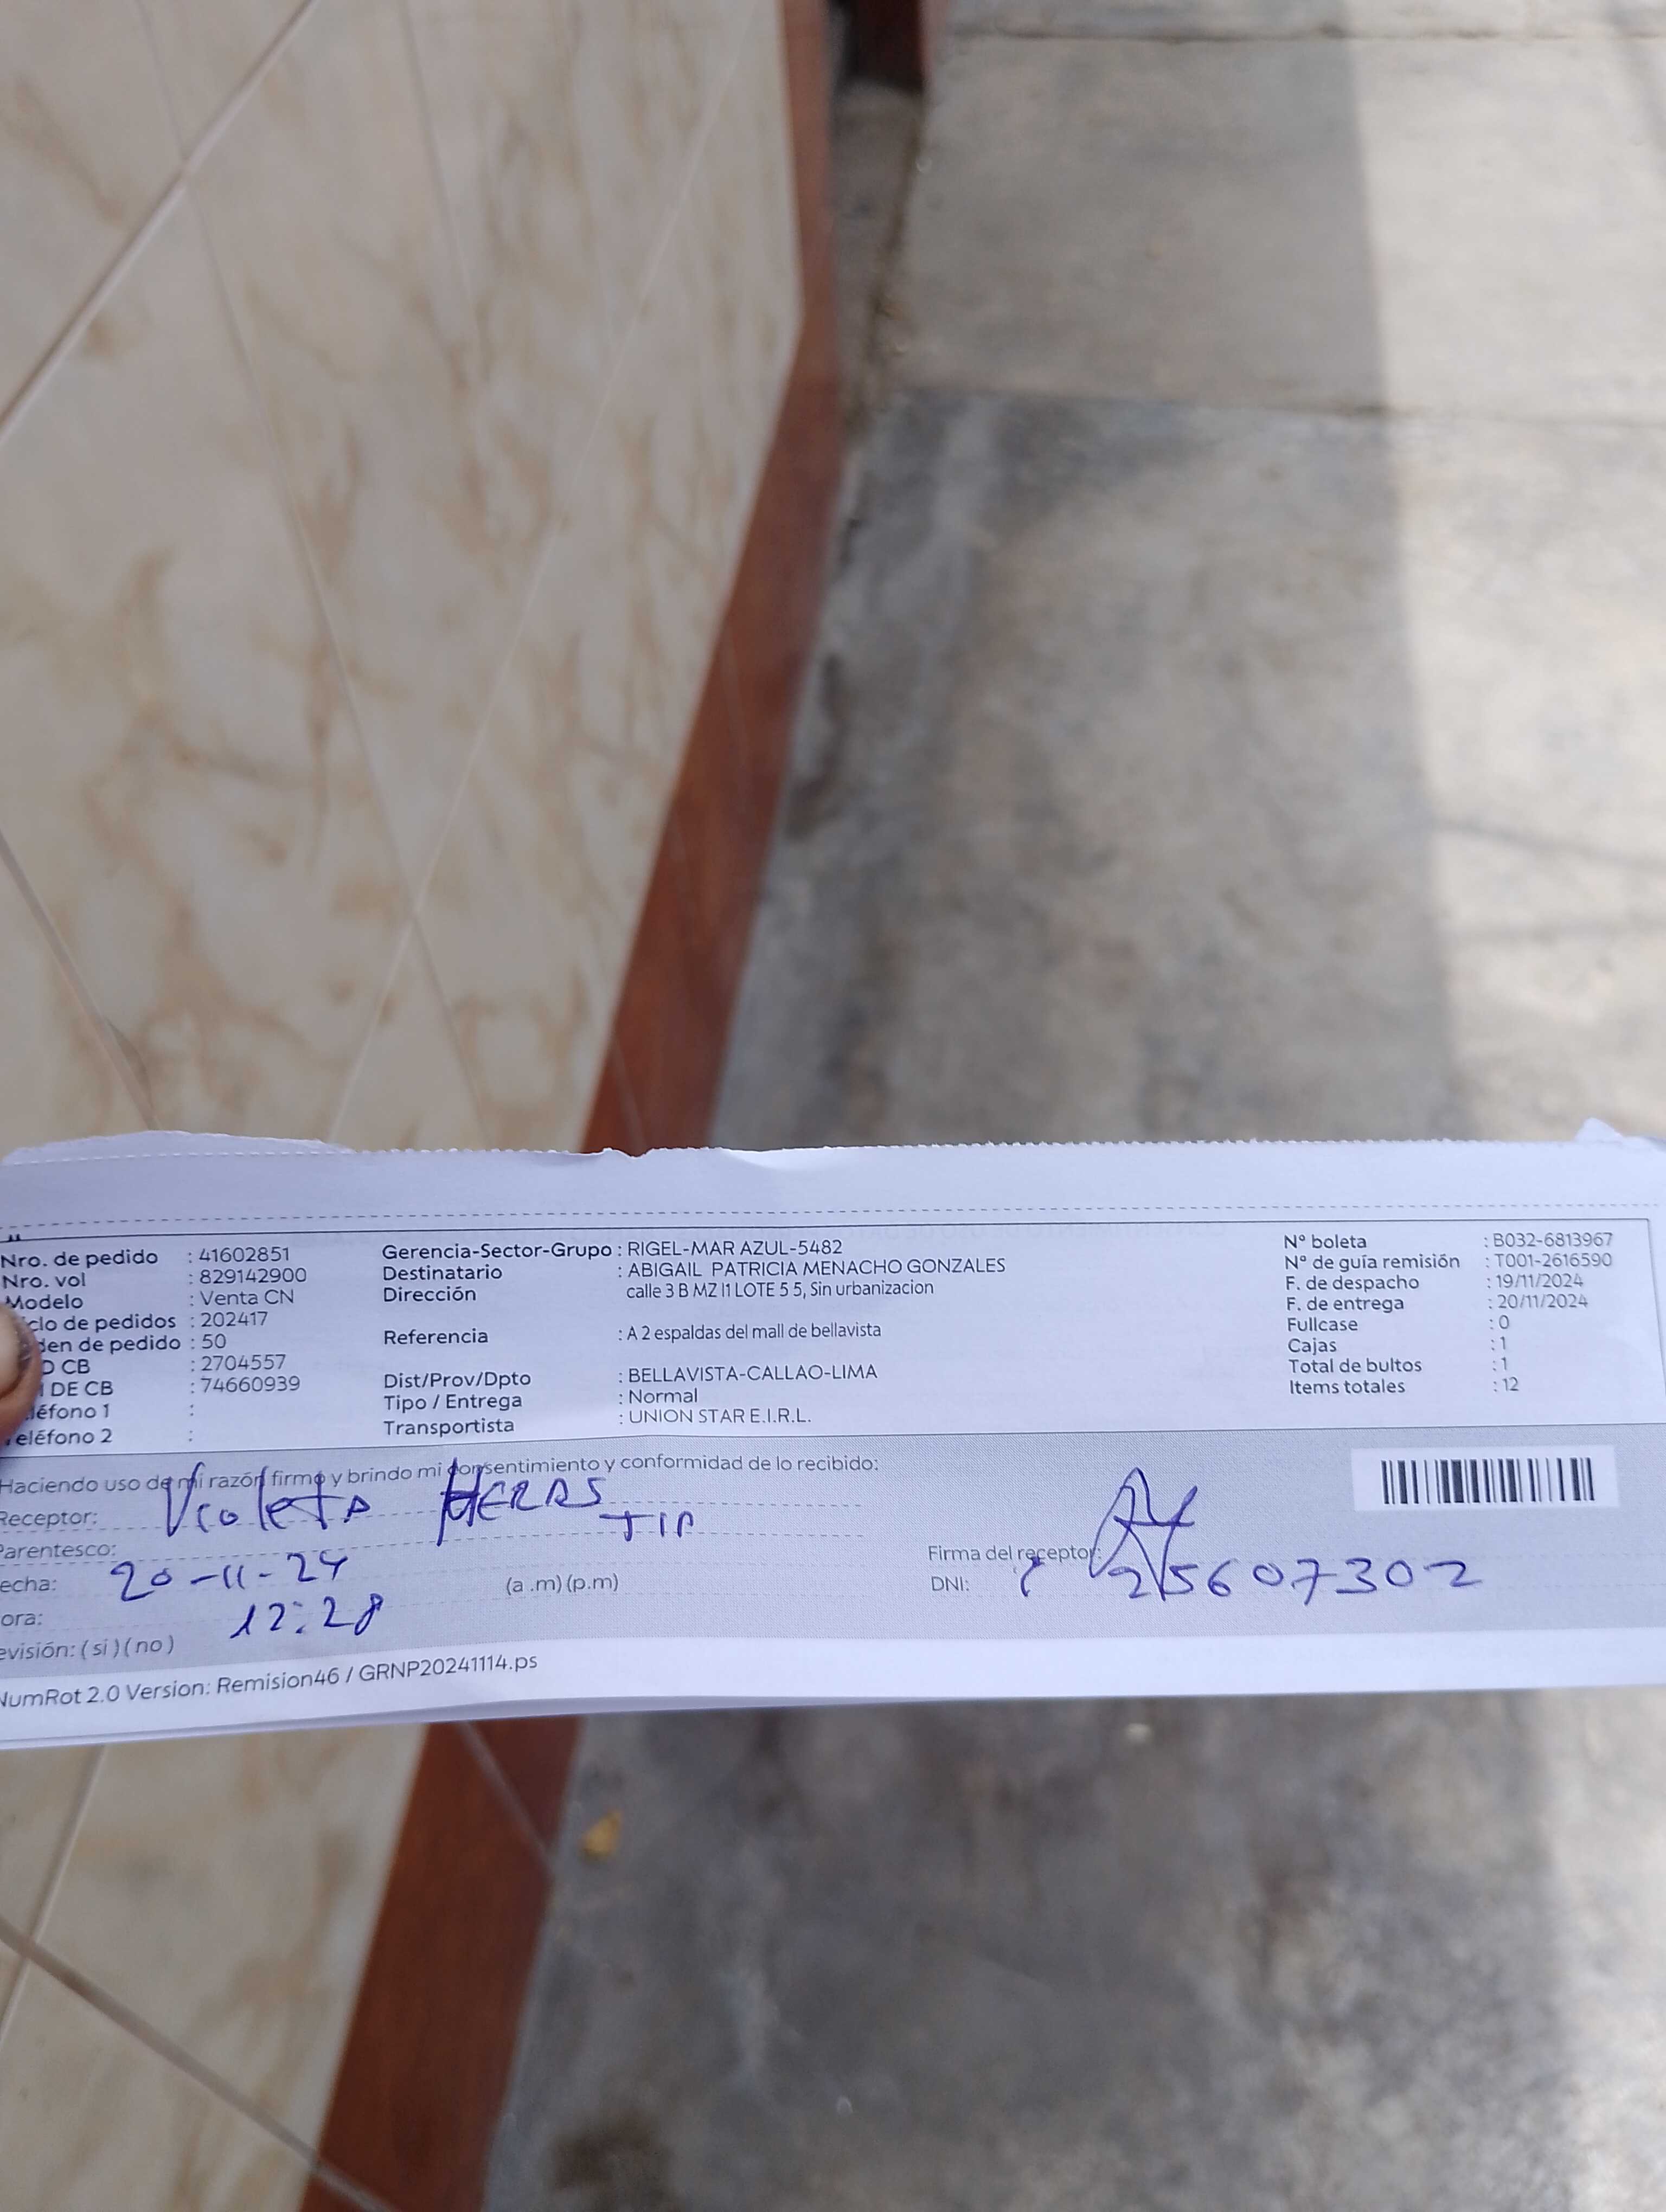 Nro. de pedido : 41602851
Nro. vol : 829142900
Modelo : Venta CN
clo de pedidos : 202417
den de pedido : 50
O CB : 2704557
I DE CB : 74660939
léfono 1 :
eléfono 2 :
Gerencia-Sector-Grupo : RIGEL-MAR AZUL-5482
Destinatario : ABIGAIL PATRICIA MENACHO GONZALES
Dirección calle 3 B MZ I1 LOTE 5 5, Sin urbanizacion
Referencia : A 2 espaldas del mall de bellavista
Dist/Prov/Dpto : BELLAVISTA-CALLAO-LIMA
Tipo / Entrega : Normal
Transportista : UNION STAR E.I.R.L.
Nº boleta : B032-6813967
Nº de guía remisión : T001-2616590
F. de despacho : 19/11/2024
F. de entrega : 20/11/2024
Fullcase : 0
Cajas : 1
Total de bultos : 1
Items totales : 12
Haciendo uso de mi razón firmo y brindo mi consentimiento y conformidad de lo recibido:
Receptor: Violeta HERAS
Parentesco: TIA
echa: 20-11-24 (a .m) (p.m)
ora: 12:28
evisión: ( si ) ( no )
Firma del receptor:
DNI: 25607302
NumRot 2.0 Version: Remision46 / GRNP20241114.ps